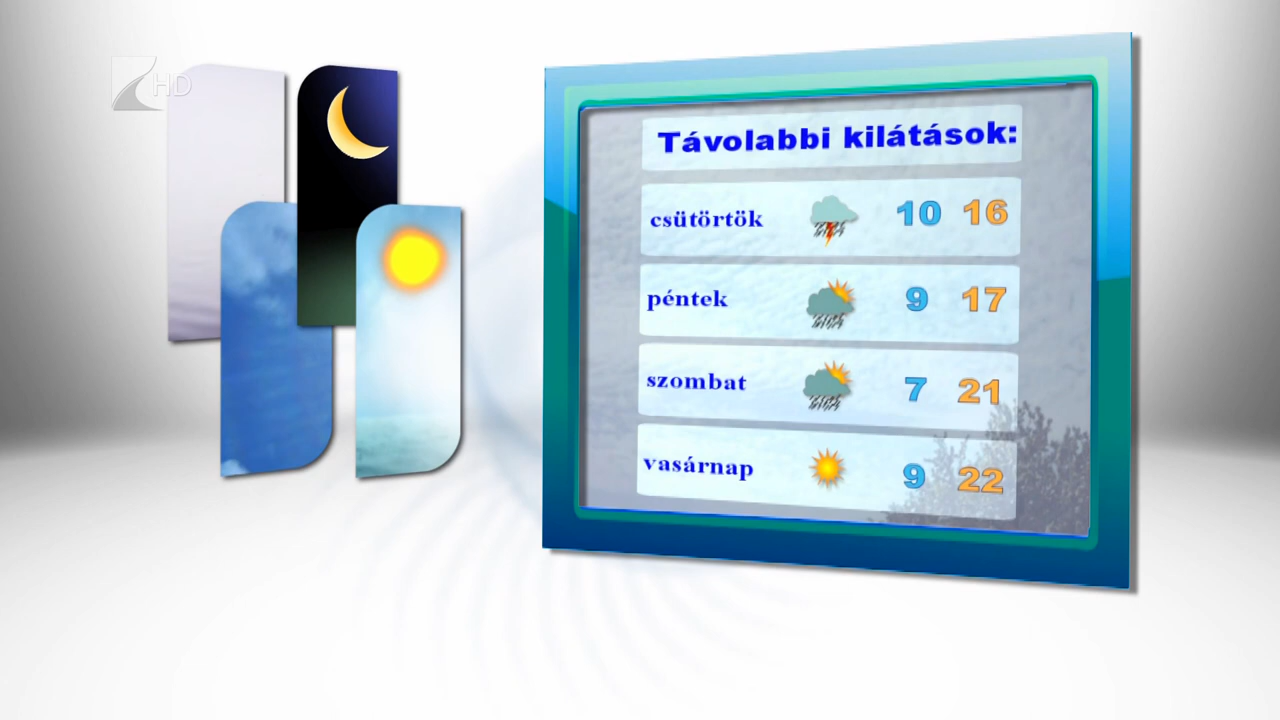 HD
Távolabbi kilátások:
csütörtök 10 16
péntek 9 17
szombat 7 21
vasárnap 9 22